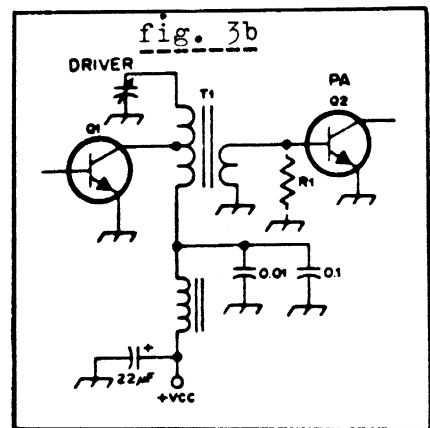 fig. 3b
DRIVER
PA
T1
Q1
Q2
R1
0.01
0.1
+
22µF
+VCC